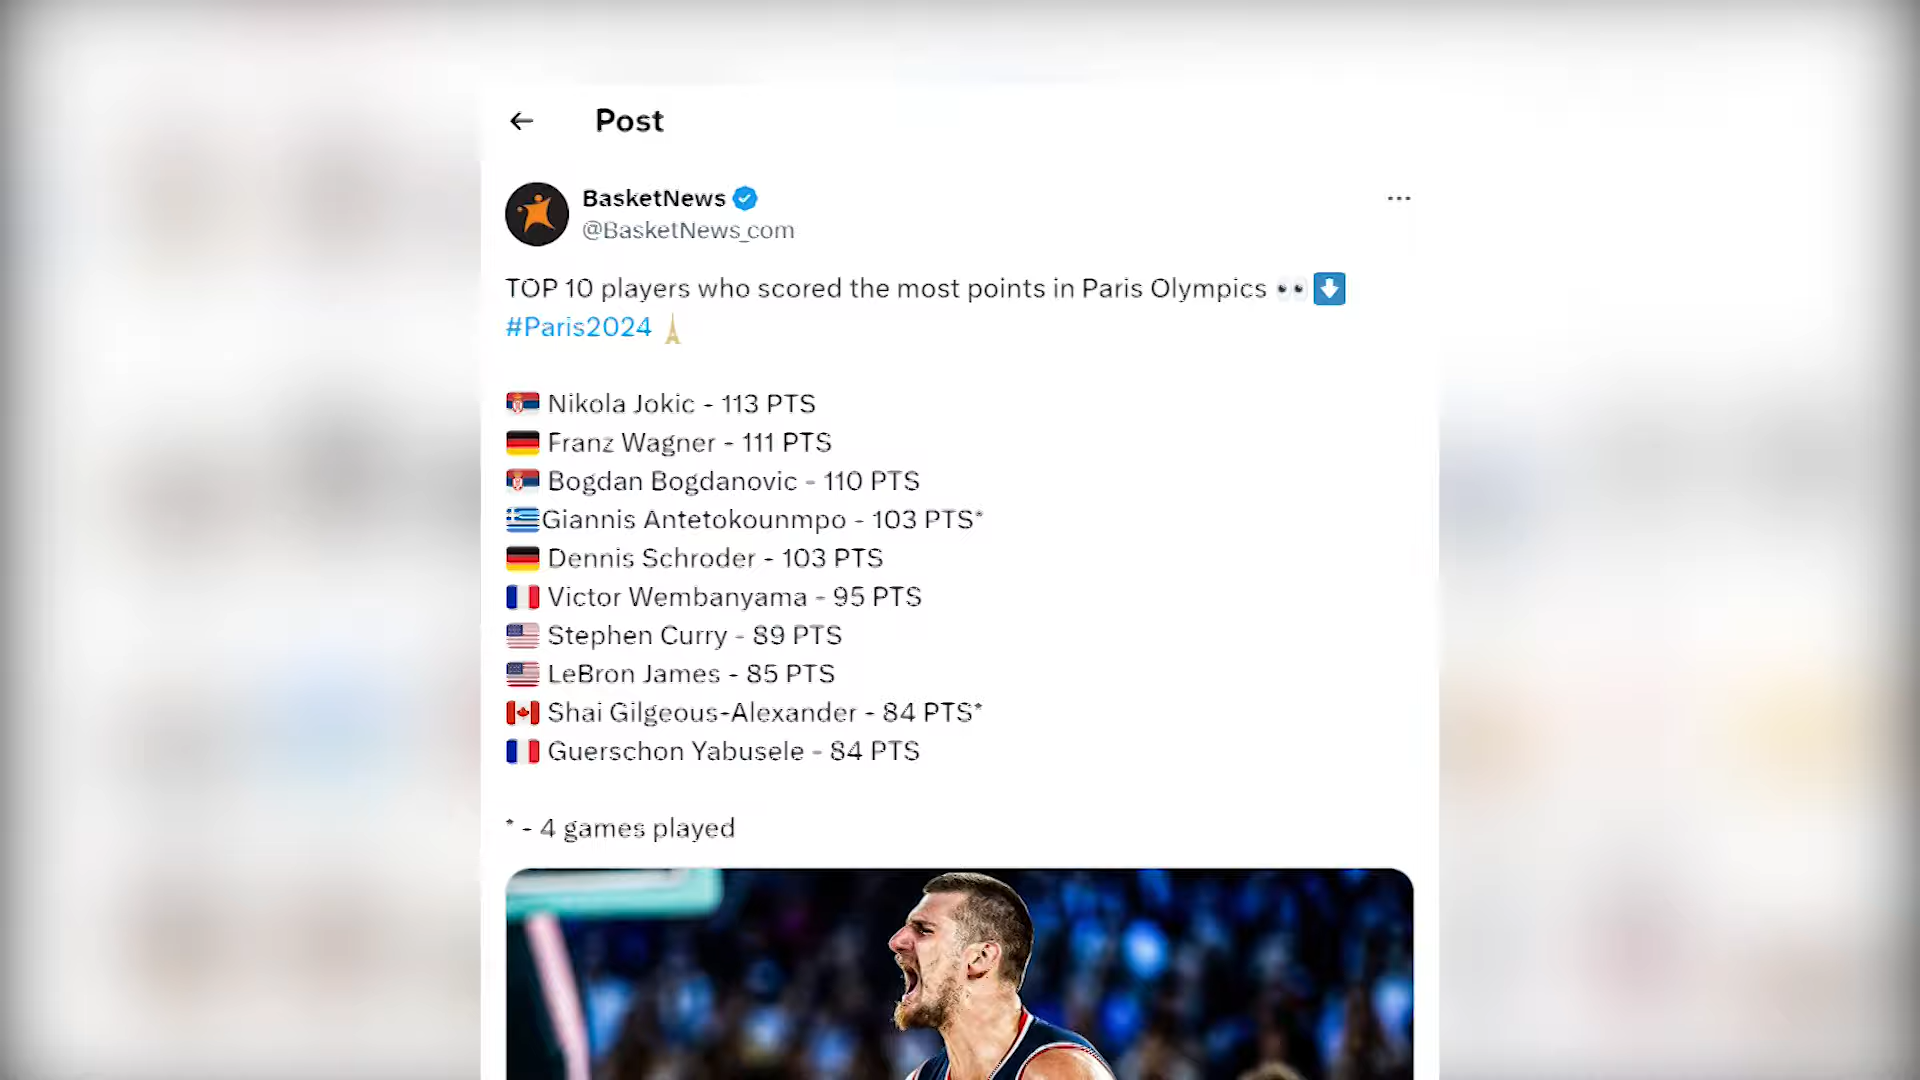 Post
BasketNews
@BasketNews_com
TOP 10 players who scored the most points in Paris Olympics 👀⬇️
#Paris2024 🗼
🇷🇸 Nikola Jokic - 113 PTS
🇩🇪 Franz Wagner - 111 PTS
🇷🇸 Bogdan Bogdanovic - 110 PTS
🇬🇷Giannis Antetokounmpo - 103 PTS*
🇩🇪 Dennis Schroder - 103 PTS
🇫🇷 Victor Wembanyama - 95 PTS
🇺🇸 Stephen Curry - 89 PTS
🇺🇸 LeBron James - 85 PTS
🇨🇦 Shai Gilgeous-Alexander - 84 PTS*
🇫🇷 Guerschon Yabusele - 84 PTS
* - 4 games played